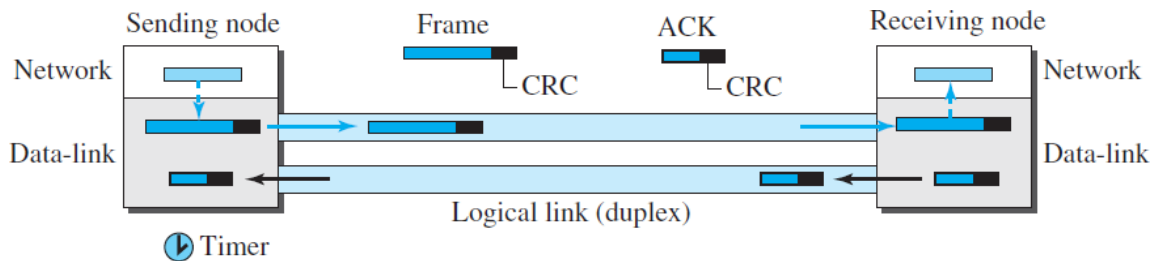 Sending node
Frame
ACK
Receiving node
Network
Network
CRC
CRC
Data-link
Data-link
Logical link (duplex)
Timer